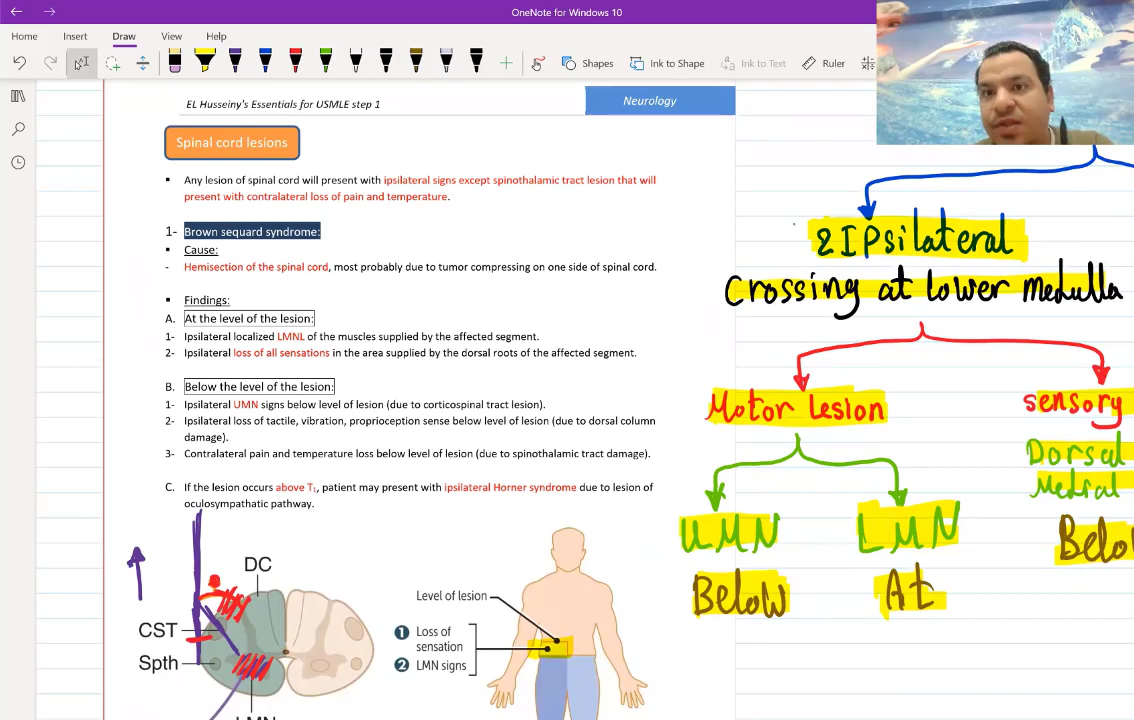 OneNote for Windows 10
Home Insert Draw View Help
Shapes Ink to Shape Ink to Text Ruler
EL Husseiny's Essentials for USMLE step 1
Neurology
Spinal cord lesions
▪ Any lesion of spinal cord will present with ipsilateral signs except spinothalamic tract lesion that will
present with contralateral loss of pain and temperature.
1- Brown sequard syndrome:
▪ Cause:
- Hemisection of the spinal cord, most probably due to tumor compressing on one side of spinal cord.
▪ Findings:
A. At the level of the lesion:
1- Ipsilateral localized LMNL of the muscles supplied by the affected segment.
2- Ipsilateral loss of all sensations in the area supplied by the dorsal roots of the affected segment.
B. Below the level of the lesion:
1- Ipsilateral UMN signs below level of lesion (due to corticospinal tract lesion).
2- Ipsilateral loss of tactile, vibration, proprioception sense below level of lesion (due to dorsal column
damage).
3- Contralateral pain and temperature loss below level of lesion (due to spinothalamic tract damage).
C. If the lesion occurs above T1, patient may present with ipsilateral Horner syndrome due to lesion of
oculosympathatic pathway.
DC
CST
Spth
LMN
Level of lesion
1 Loss of
sensation
2 LMN signs
2 IPsilateral
Crossing at lower medulla
Motor Lesion
sensory
UMN
LMN
Dorsal
Medial
Below
At
Belo